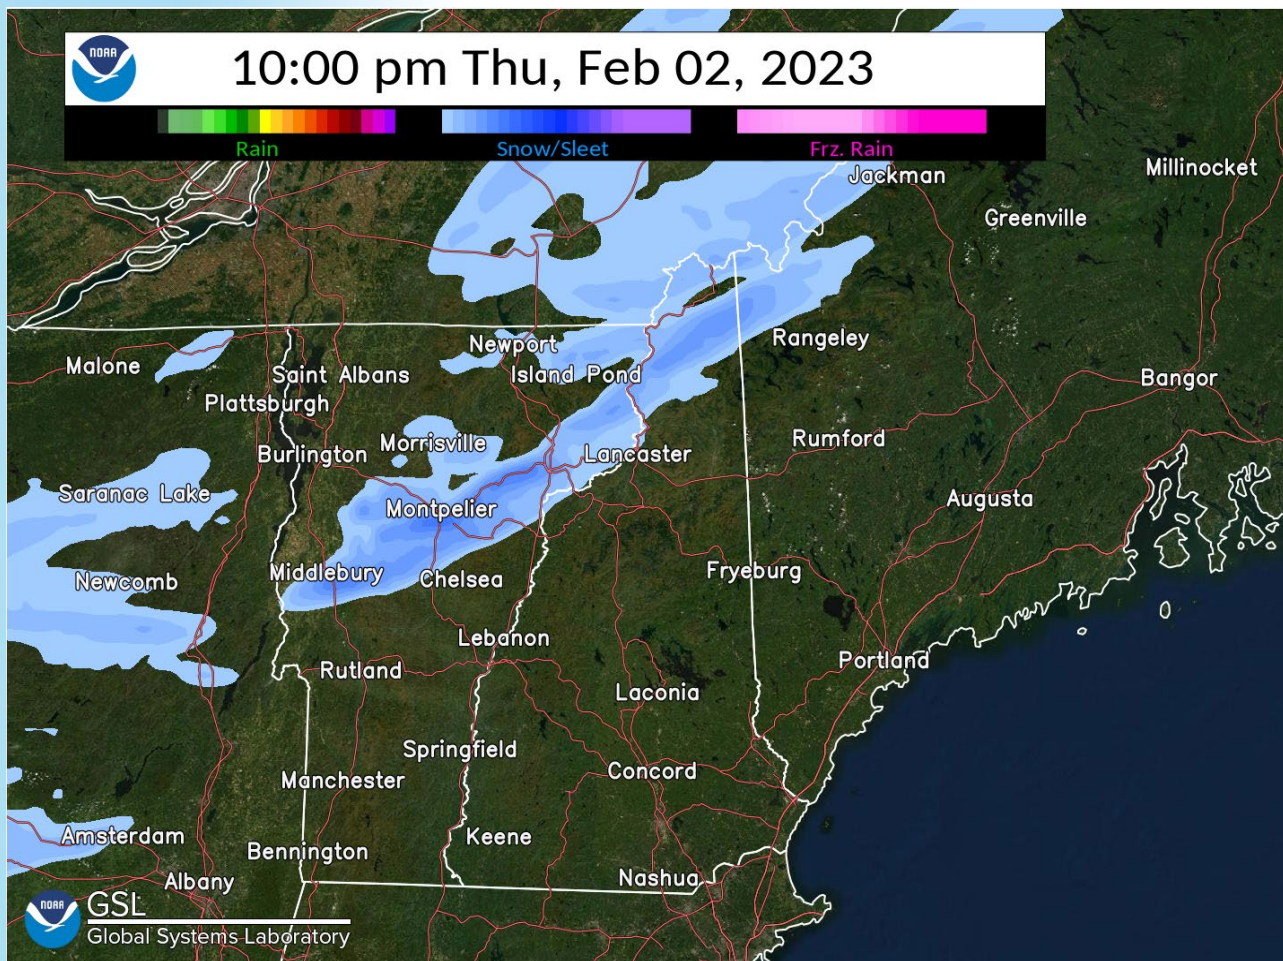 NOAA
10:00 pm Thu, Feb 02, 2023
Rain
Snow/Sleet
Frz. Rain
Millinocket
Jackman
Greenville
Rangeley
Newport
Malone
Saint Albans
Island Pond
Bangor
Plattsburgh
Rumford
Morrisville
Burlington
Lancaster
Saranac Lake
Augusta
Montpelier
Fryeburg
Middlebury
Newcomb
Chelsea
Lebanon
Portland
Rutland
Laconia
Springfield
Concord
Manchester
Amsterdam
Keene
Bennington
Nashua
Albany
NOAA
GSL
Global Systems Laboratory